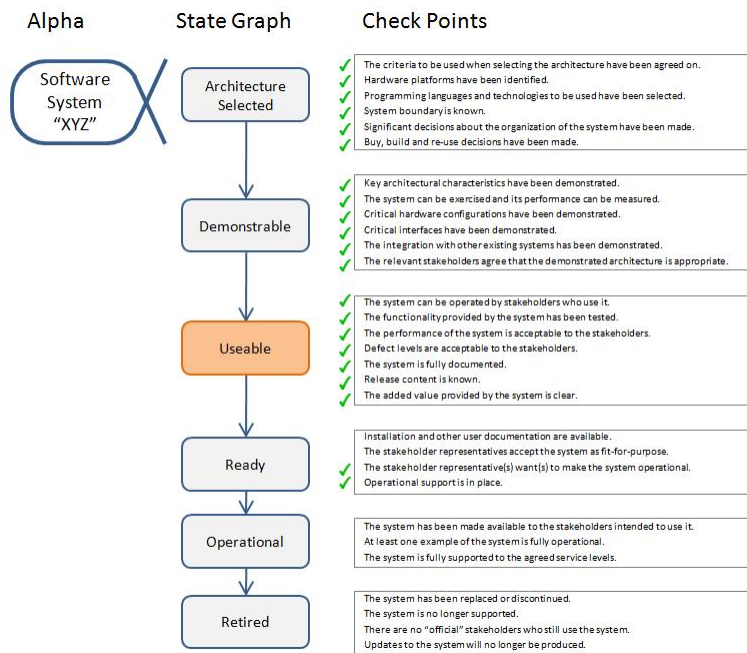 Alpha
State Graph
Check Points
Software
System
“XYZ”
Architecture
Selected
The criteria to be used when selecting the architecture have been agreed on.
Hardware platforms have been identified.
Programming languages and technologies to be used have been selected.
System boundary is known.
Significant decisions about the organization of the system have been made.
Buy, build and re-use decisions have been made.
Demonstrable
Key architectural characteristics have been demonstrated.
The system can be exercised and its performance can be measured.
Critical hardware configurations have been demonstrated.
Critical interfaces have been demonstrated.
The integration with other existing systems has been demonstrated.
The relevant stakeholders agree that the demonstrated architecture is appropriate.
Useable
The system can be operated by stakeholders who use it.
The functionality provided by the system has been tested.
The performance of the system is acceptable to the stakeholders.
Defect levels are acceptable to the stakeholders.
The system is fully documented.
Release content is known.
The added value provided by the system is clear.
Ready
Installation and other user documentation are available.
The stakeholder representatives accept the system as fit-for-purpose.
The stakeholder representative(s) want(s) to make the system operational.
Operational support is in place.
Operational
The system has been made available to the stakeholders intended to use it.
At least one example of the system is fully operational.
The system is fully supported to the agreed service levels.
Retired
The system has been replaced or discontinued.
The system is no longer supported.
There are no “official” stakeholders who still use the system.
Updates to the system will no longer be produced.